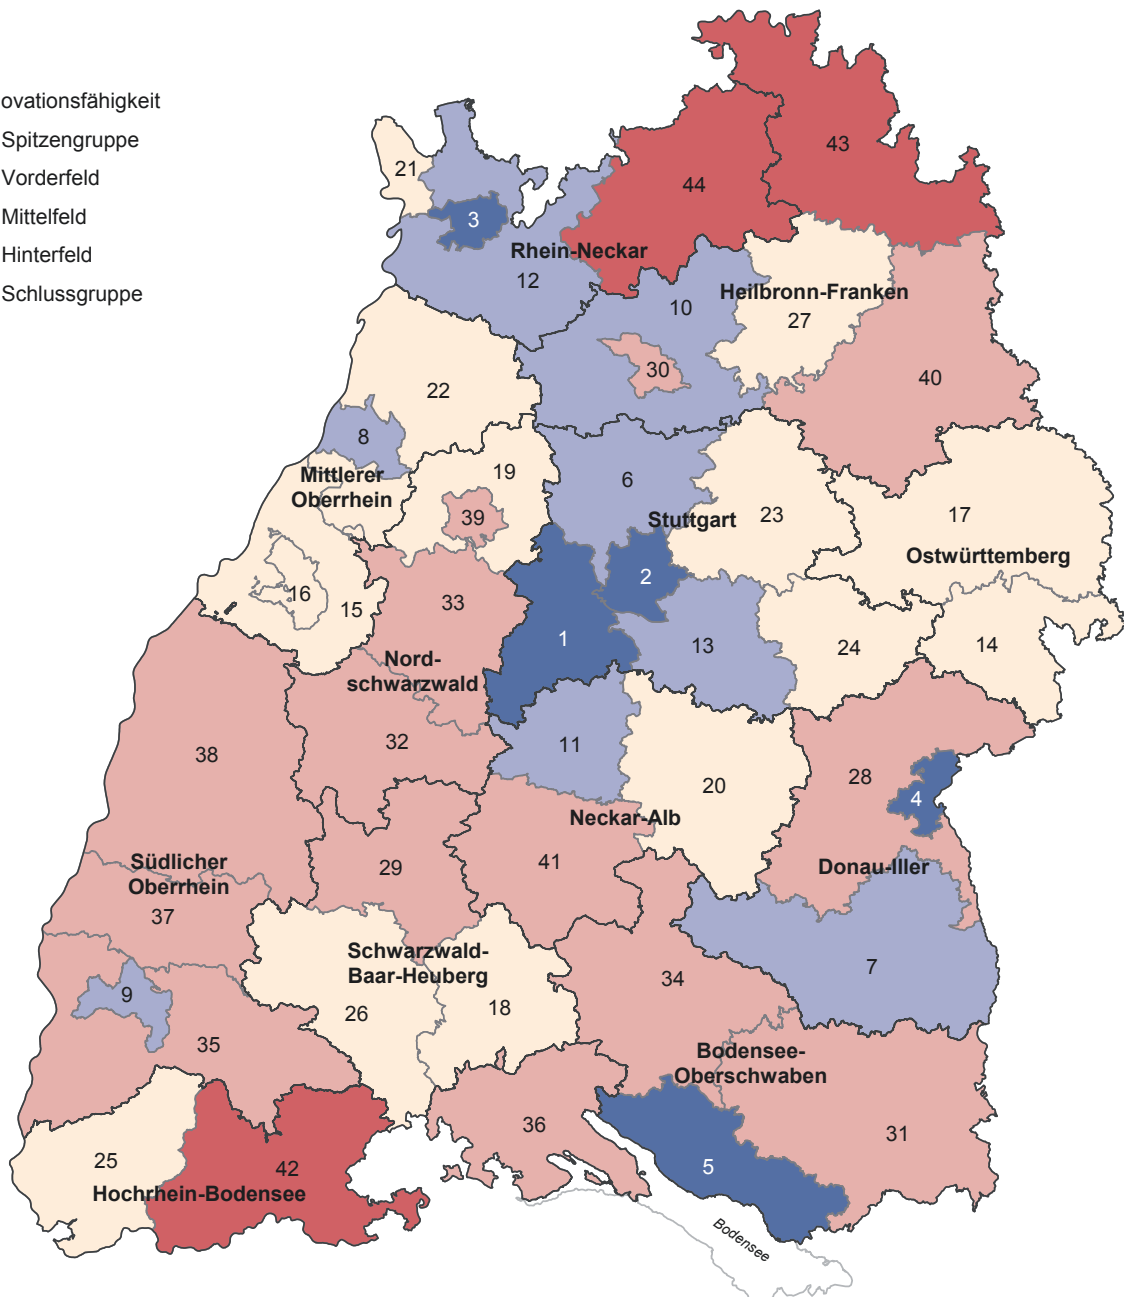 ovationsfähigkeit
Spitzengruppe
Vorderfeld
Mittelfeld
Hinterfeld
Schlussgruppe
43
21
44
3
Rhein-Neckar
12
Heilbronn-Franken
10
27
30
40
22
8
19
Mittlerer
Oberrhein
6
39
Stuttgart
23
17
Ostwürttemberg
2
16
15
33
1
13
24
14
Nord-
schwarzwald
38
32
11
20
28
4
Neckar-Alb
Südlicher
Oberrhein
29
41
Donau-Iller
37
Schwarzwald-
Baar-Heuberg
7
34
9
26
18
35
Bodensee-
Oberschwaben
36
31
25
42
5
Hochrhein-Bodensee
Bodensee